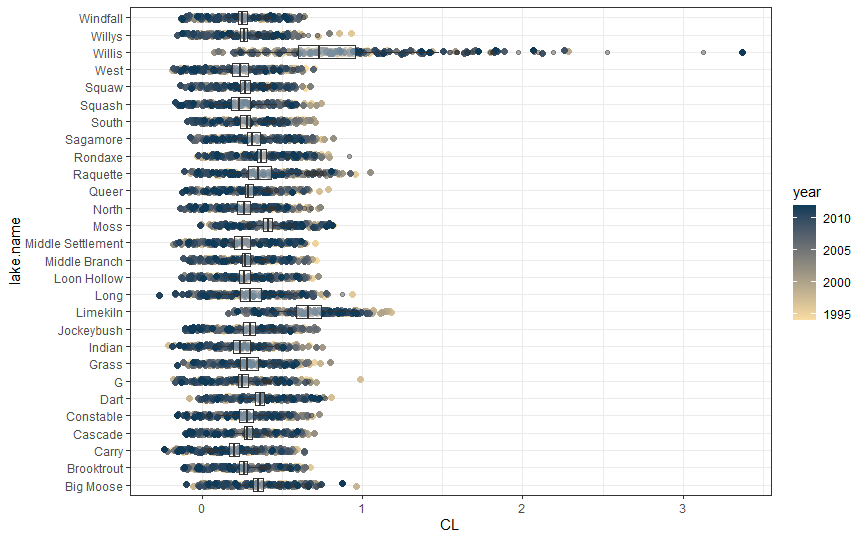 Windfall
Willys
Willis
West
Squaw
Squash
South
Sagamore
Rondaxe
Raquette
Queer
North
Moss
Middle Settlement
Middle Branch
Loon Hollow
Long
Limekiln
Jockeybush
Indian
Grass
G
Dart
Constable
Cascade
Carry
Brooktrout
Big Moose
lake.name
0 1 2 3
CL
year
2010
2005
2000
1995